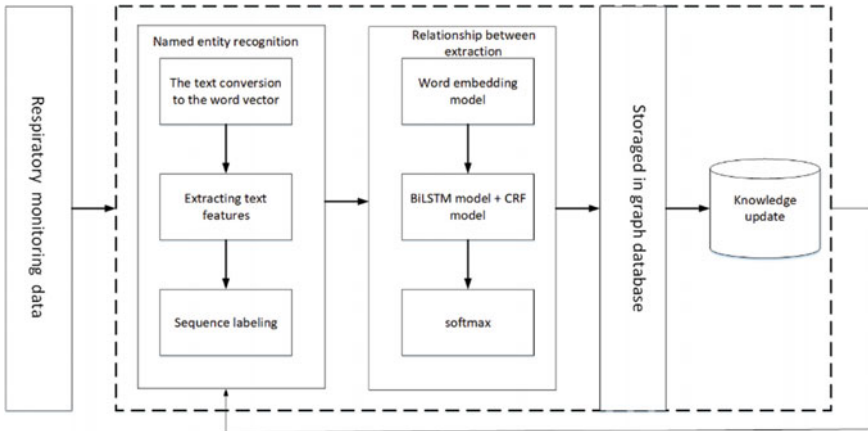 Respiratory monitoring data
Named entity recognition
The text conversion
to the word vector
Extracting text
features
Sequence labeling
Relationship between
extraction
Word embedding
model
BiLSTM model + CRF
model
softmax
Storaged in graph database
Knowledge
update